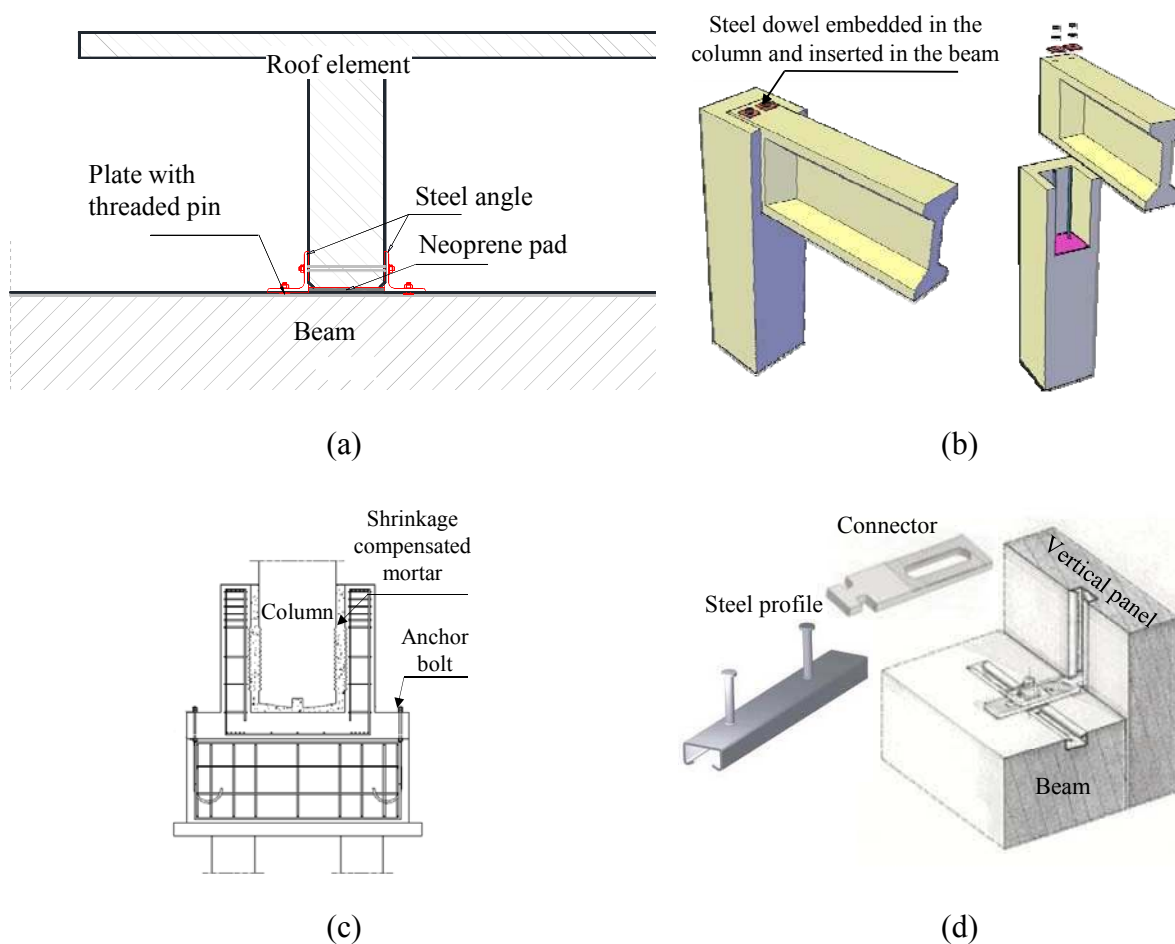 Roof element
Plate with
threaded pin
Steel angle
Neoprene pad
Beam
(a)
Steel dowel embedded in the
column and inserted in the beam
(b)
Shrinkage
compensated
mortar
Column
Anchor
bolt
(c)
Connector
Steel profile
Vertical panel
Beam
(d)